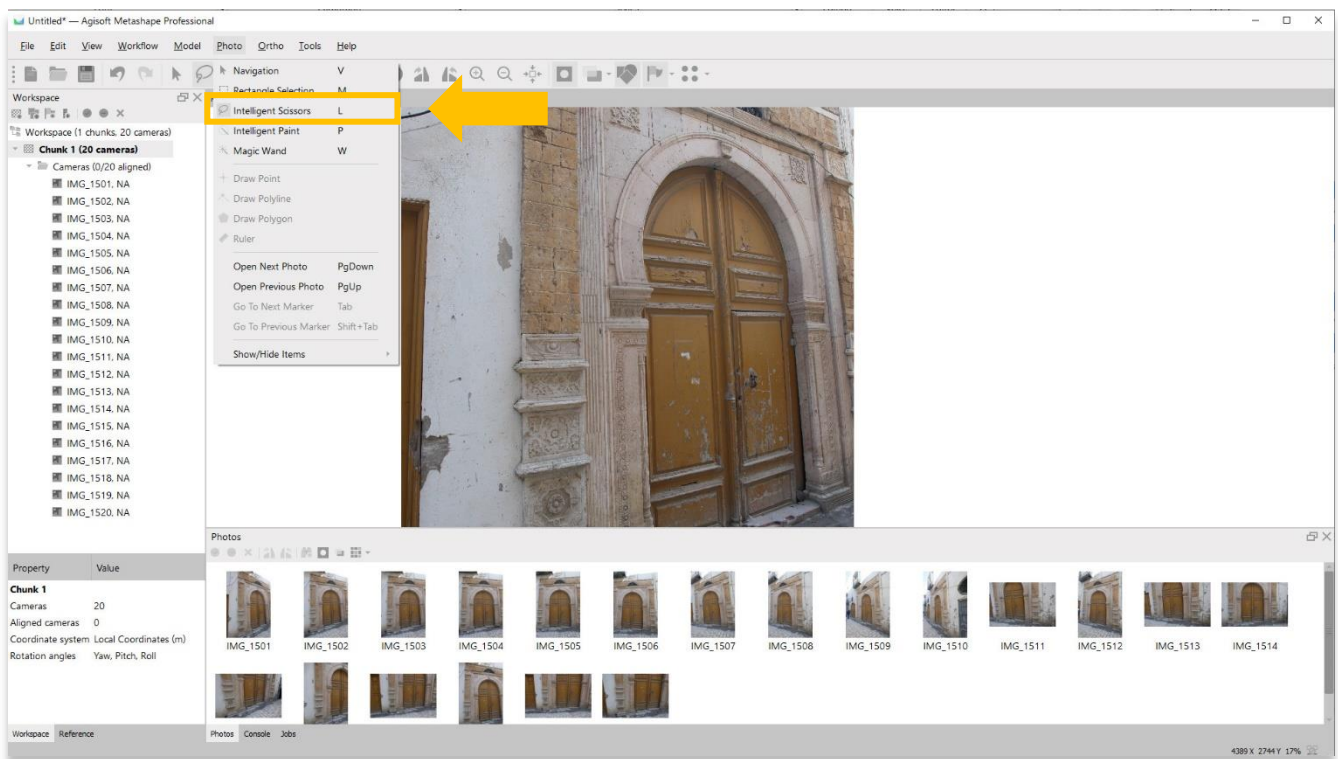 Untitled* — Agisoft Metashape Professional
File Edit View Workflow Model Photo Ortho Tools Help
Workspace
Workspace (1 chunks, 20 cameras)
Chunk 1 (20 cameras)
Cameras (0/20 aligned)
IMG_1501, NA
IMG_1502, NA
IMG_1503, NA
IMG_1504, NA
IMG_1505, NA
IMG_1506, NA
IMG_1507, NA
IMG_1508, NA
IMG_1509, NA
IMG_1510, NA
IMG_1511, NA
IMG_1512, NA
IMG_1513, NA
IMG_1514, NA
IMG_1515, NA
IMG_1516, NA
IMG_1517, NA
IMG_1518, NA
IMG_1519, NA
IMG_1520, NA
Navigation V
Rectangle Selection M
Intelligent Scissors L
Intelligent Paint P
Magic Wand W
Draw Point
Draw Polyline
Draw Polygon
Ruler
Open Next Photo PgDown
Open Previous Photo PgUp
Go To Next Marker Tab
Go To Previous Marker Shift+Tab
Show/Hide Items
Property Value
Chunk 1
Cameras 20
Aligned cameras 0
Coordinate system Local Coordinates (m)
Rotation angles Yaw, Pitch, Roll
Workspace Reference
Photos
IMG_1501 IMG_1502 IMG_1503 IMG_1504 IMG_1505 IMG_1506 IMG_1507 IMG_1508 IMG_1509 IMG_1510 IMG_1511 IMG_1512 IMG_1513 IMG_1514
Photos Console Jobs
4389 X 2744 Y 17%